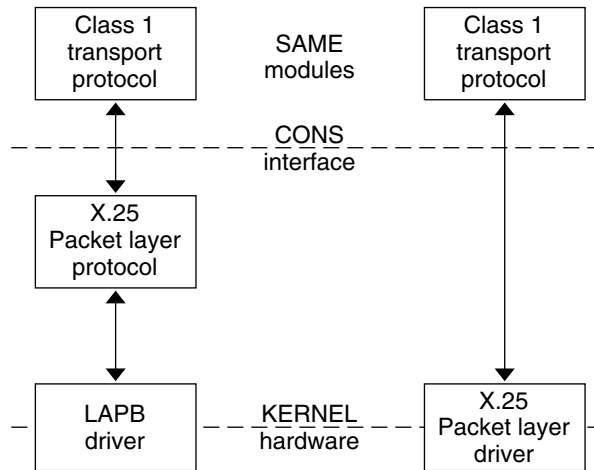 Class 1
transport
protocol
SAME
modules
Class 1
transport
protocol
CONS
interface
X.25
Packet layer
protocol
LAPB
driver
KERNEL
hardware
X.25
Packet layer
driver